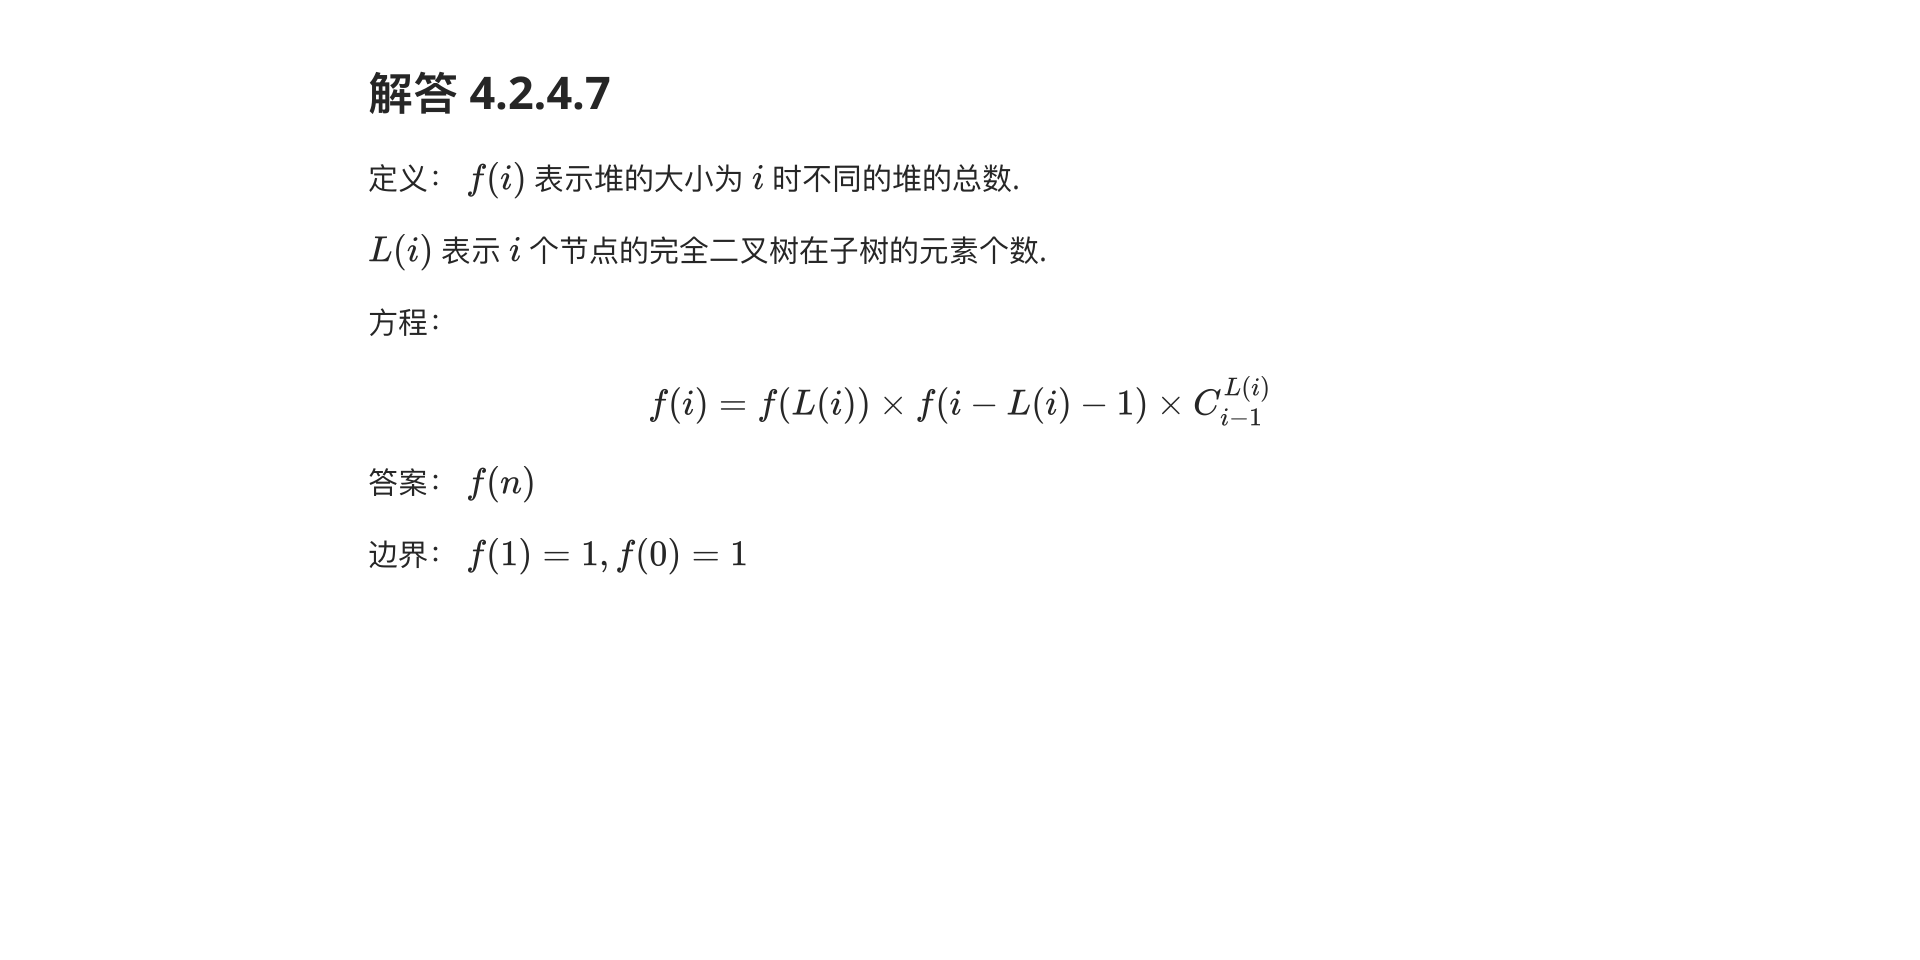 解答 4.2.4.7
定义： f(i) 表示堆的大小为 i 时不同的堆的总数.
L(i) 表示 i 个节点的完全二叉树在子树的元素个数.
方程：
f(i) = f(L(i)) × f(i − L(i) − 1) × C_{i−1}^{L(i)}
答案： f(n)
边界： f(1) = 1, f(0) = 1